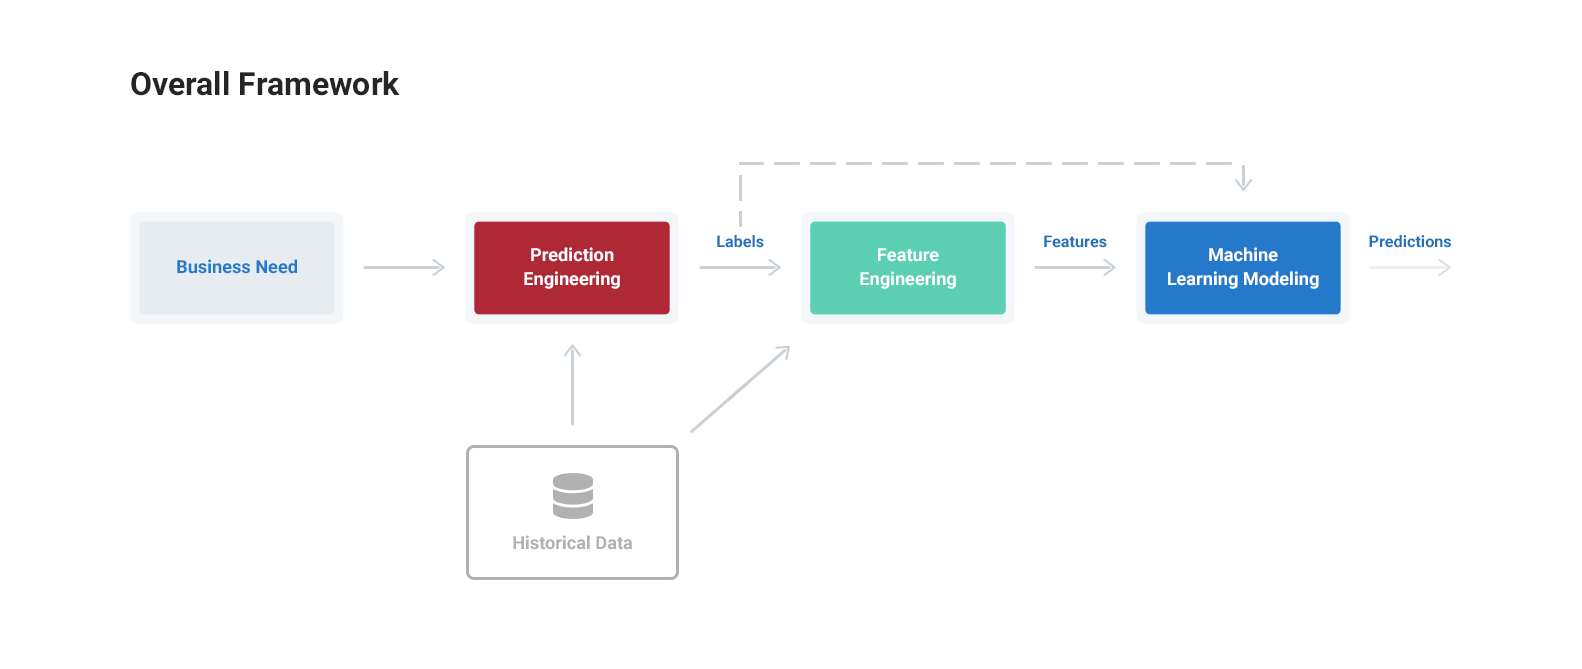 Overall Framework
Business Need
Prediction
Engineering
Labels
Feature
Engineering
Features
Machine
Learning Modeling
Predictions
Historical Data